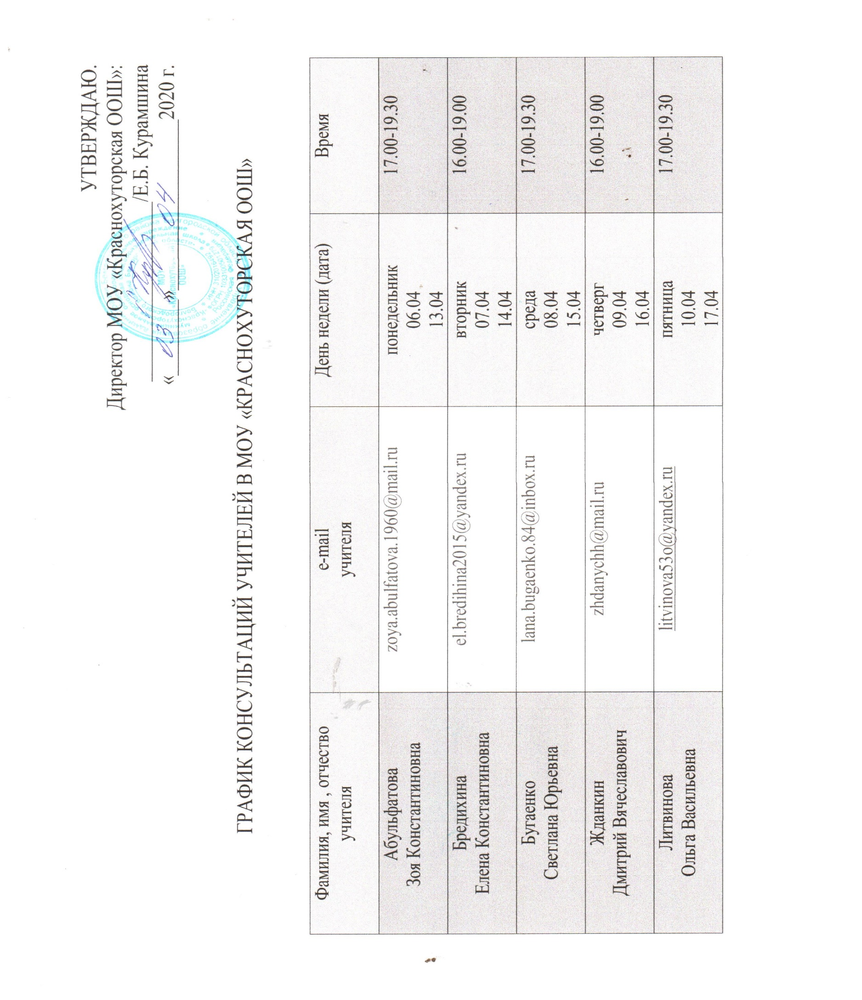 УТВЕРЖДАЮ.
Директор МОУ «Краснохуторская ООШ»:
/Е.Б. Курамшина
« 03 » 04 2020 г.
ГРАФИК КОНСУЛЬТАЦИЙ УЧИТЕЛЕЙ В МОУ «КРАСНОХУТОРСКАЯ ООШ»
Фамилия, имя , отчество
учителя
e-mail
учителя
День недели (дата)
Время
Абульфатова
Зоя Константиновна
zoya.abulfatova.1960@mail.ru
понедельник
06.04
13.04
17.00-19.30
Бредихина
Елена Константиновна
el.bredihina2015@yandex.ru
вторник
07.04
14.04
16.00-19.00
Бугаенко
Светлана Юрьевна
lana.bugaenko.84@inbox.ru
среда
08.04
15.04
17.00-19.30
Жданкин
Дмитрий Вячеславович
zhdanychh@mail.ru
четверг
09.04
16.04
16.00-19.00
Литвинова
Ольга Васильевна
litvinova53o@yandex.ru
пятница
10.04
17.04
17.00-19.30